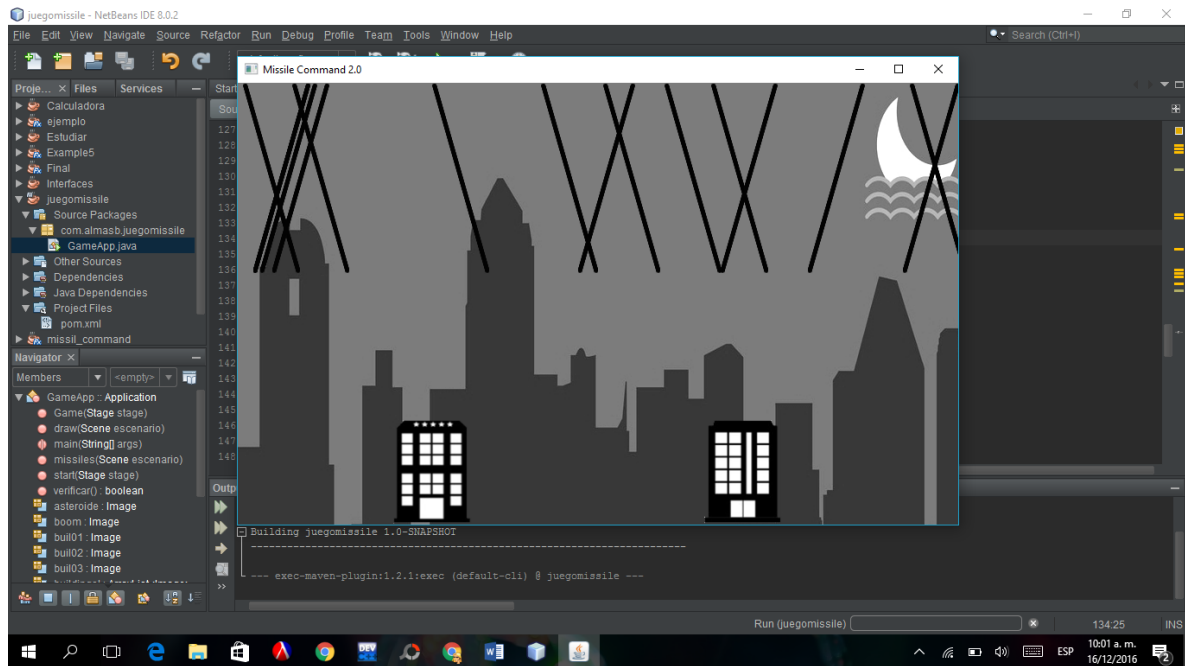 juegomissile - NetBeans IDE 8.0.2
File Edit View Navigate Source Refactor Run Debug Profile Team Tools Window Help
Search (Ctrl+I)
Missile Command 2.0
Proje... Files Services
Start
Sou
Calculadora
ejemplo
Estudiar
Example5
Final
Interfaces
juegomissile
Source Packages
com.almasb.juegomissile
GameApp.java
Other Sources
Dependencies
Java Dependencies
Project Files
pom.xml
missil_command
127
128
129
130
131
132
133
134
135
136
137
138
139
140
141
142
143
144
145
146
147
148
Navigator
Members <empty>
GameApp :: Application
Game(Stage stage)
draw(Scene escenario)
main(String[] args)
missiles(Scene escenario)
start(Stage stage)
verificar() : boolean
asteroide : Image
boom : Image
buil01 : Image
buil02 : Image
buil03 : Image
Outp
Building juegomissile 1.0-SNAPSHOT
------------------------------------------------------------------------
--- exec-maven-plugin:1.2.1:exec (default-cli) @ juegomissile ---
Run (juegomissile)
134:25 INS
DEV
ESP
10:01 a. m.
16/12/2016
2